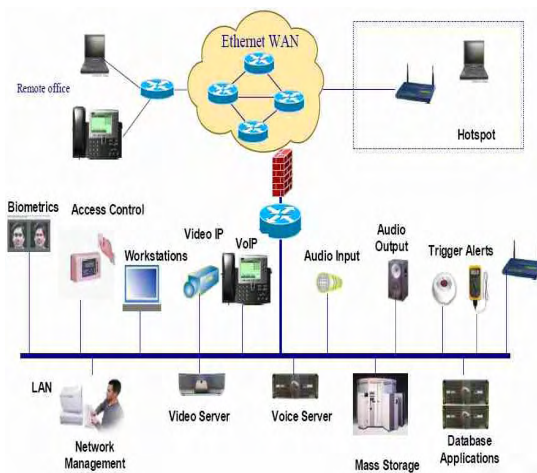 Ethernet WAN
Remote office
Hotspot
Biometrics
Access Control
Workstations
Video IP
VoIP
Audio Input
Audio
Output
Trigger Alerts
LAN
Network
Management
Video Server
Voice Server
Mass Storage
Database
Applications